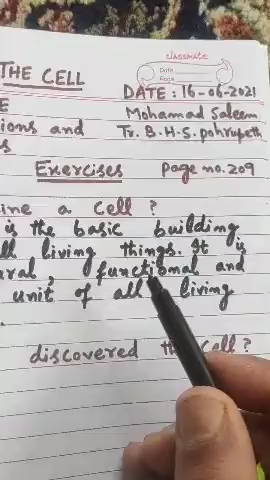 classmate
Date
Page
THE CELL
DATE: 16-06-2021
E
Mohamad Saleem
ions and
Tr. B.H.S. pohrupeth
s
Exercises
Page no. 209
ine a cell ?
is the basic building
ll living things. It is
ural, functional and
unit of all living
discovered the cell?